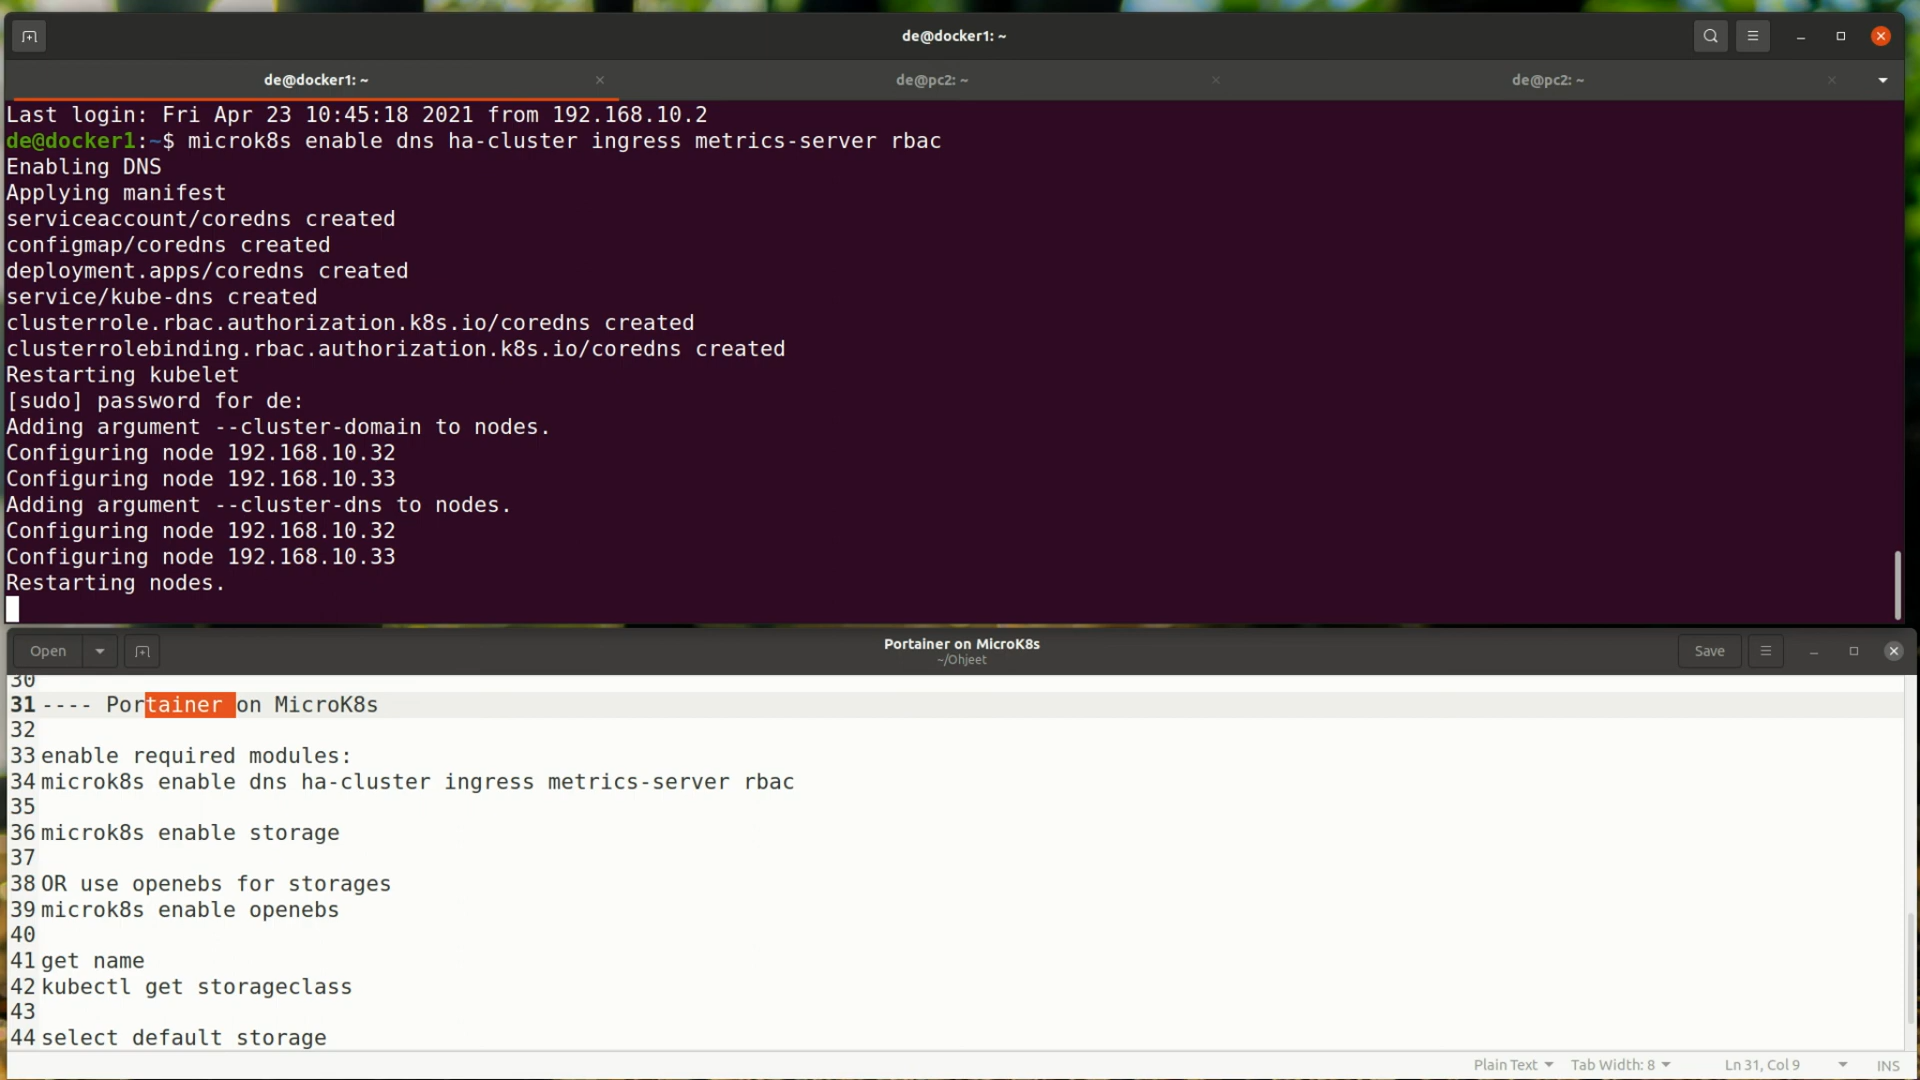 de@docker1: ~
de@docker1: ~
de@pc2: ~
de@pc2: ~
Last login: Fri Apr 23 10:45:18 2021 from 192.168.10.2
de@docker1:~$ microk8s enable dns ha-cluster ingress metrics-server rbac
Enabling DNS
Applying manifest
serviceaccount/coredns created
configmap/coredns created
deployment.apps/coredns created
service/kube-dns created
clusterrole.rbac.authorization.k8s.io/coredns created
clusterrolebinding.rbac.authorization.k8s.io/coredns created
Restarting kubelet
[sudo] password for de:
Adding argument --cluster-domain to nodes.
Configuring node 192.168.10.32
Configuring node 192.168.10.33
Adding argument --cluster-dns to nodes.
Configuring node 192.168.10.32
Configuring node 192.168.10.33
Restarting nodes.
Open
Portainer on MicroK8s
~/Ohjeet
Save
30
31 ---- Portainer on MicroK8s
32
33 enable required modules:
34 microk8s enable dns ha-cluster ingress metrics-server rbac
35
36 microk8s enable storage
37
38 OR use openebs for storages
39 microk8s enable openebs
40
41 get name
42 kubectl get storageclass
43
44 select default storage
Plain Text
Tab Width: 8
Ln 31, Col 9
INS